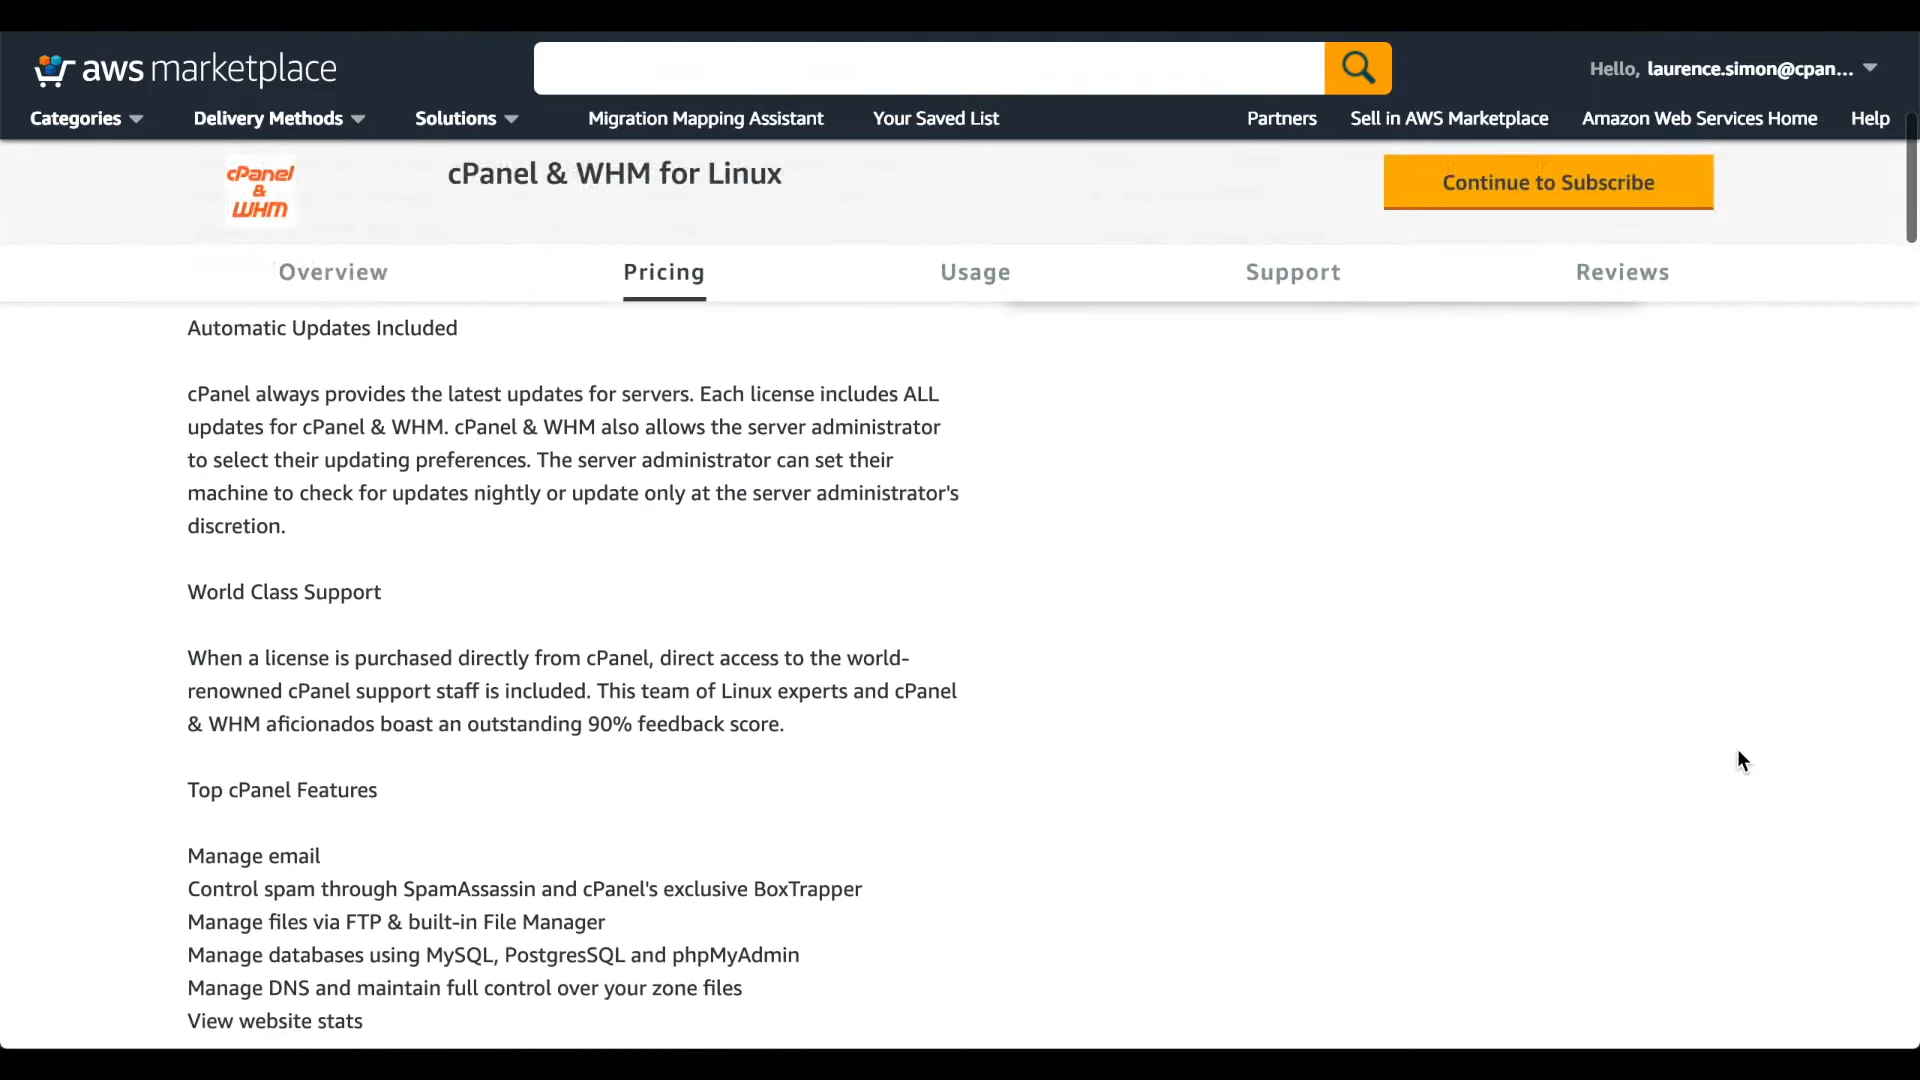 aws marketplace
Hello, laurence.simon@cpan...
Categories
Delivery Methods
Solutions
Migration Mapping Assistant
Your Saved List
Partners
Sell in AWS Marketplace
Amazon Web Services Home
Help
cPanel
&
WHM
cPanel & WHM for Linux
Continue to Subscribe
Overview
Pricing
Usage
Support
Reviews
Automatic Updates Included
cPanel always provides the latest updates for servers. Each license includes ALL
updates for cPanel & WHM. cPanel & WHM also allows the server administrator
to select their updating preferences. The server administrator can set their
machine to check for updates nightly or update only at the server administrator's
discretion.
World Class Support
When a license is purchased directly from cPanel, direct access to the world-
renowned cPanel support staff is included. This team of Linux experts and cPanel
& WHM aficionados boast an outstanding 90% feedback score.
Top cPanel Features
Manage email
Control spam through SpamAssassin and cPanel's exclusive BoxTrapper
Manage files via FTP & built-in File Manager
Manage databases using MySQL, PostgresSQL and phpMyAdmin
Manage DNS and maintain full control over your zone files
View website stats